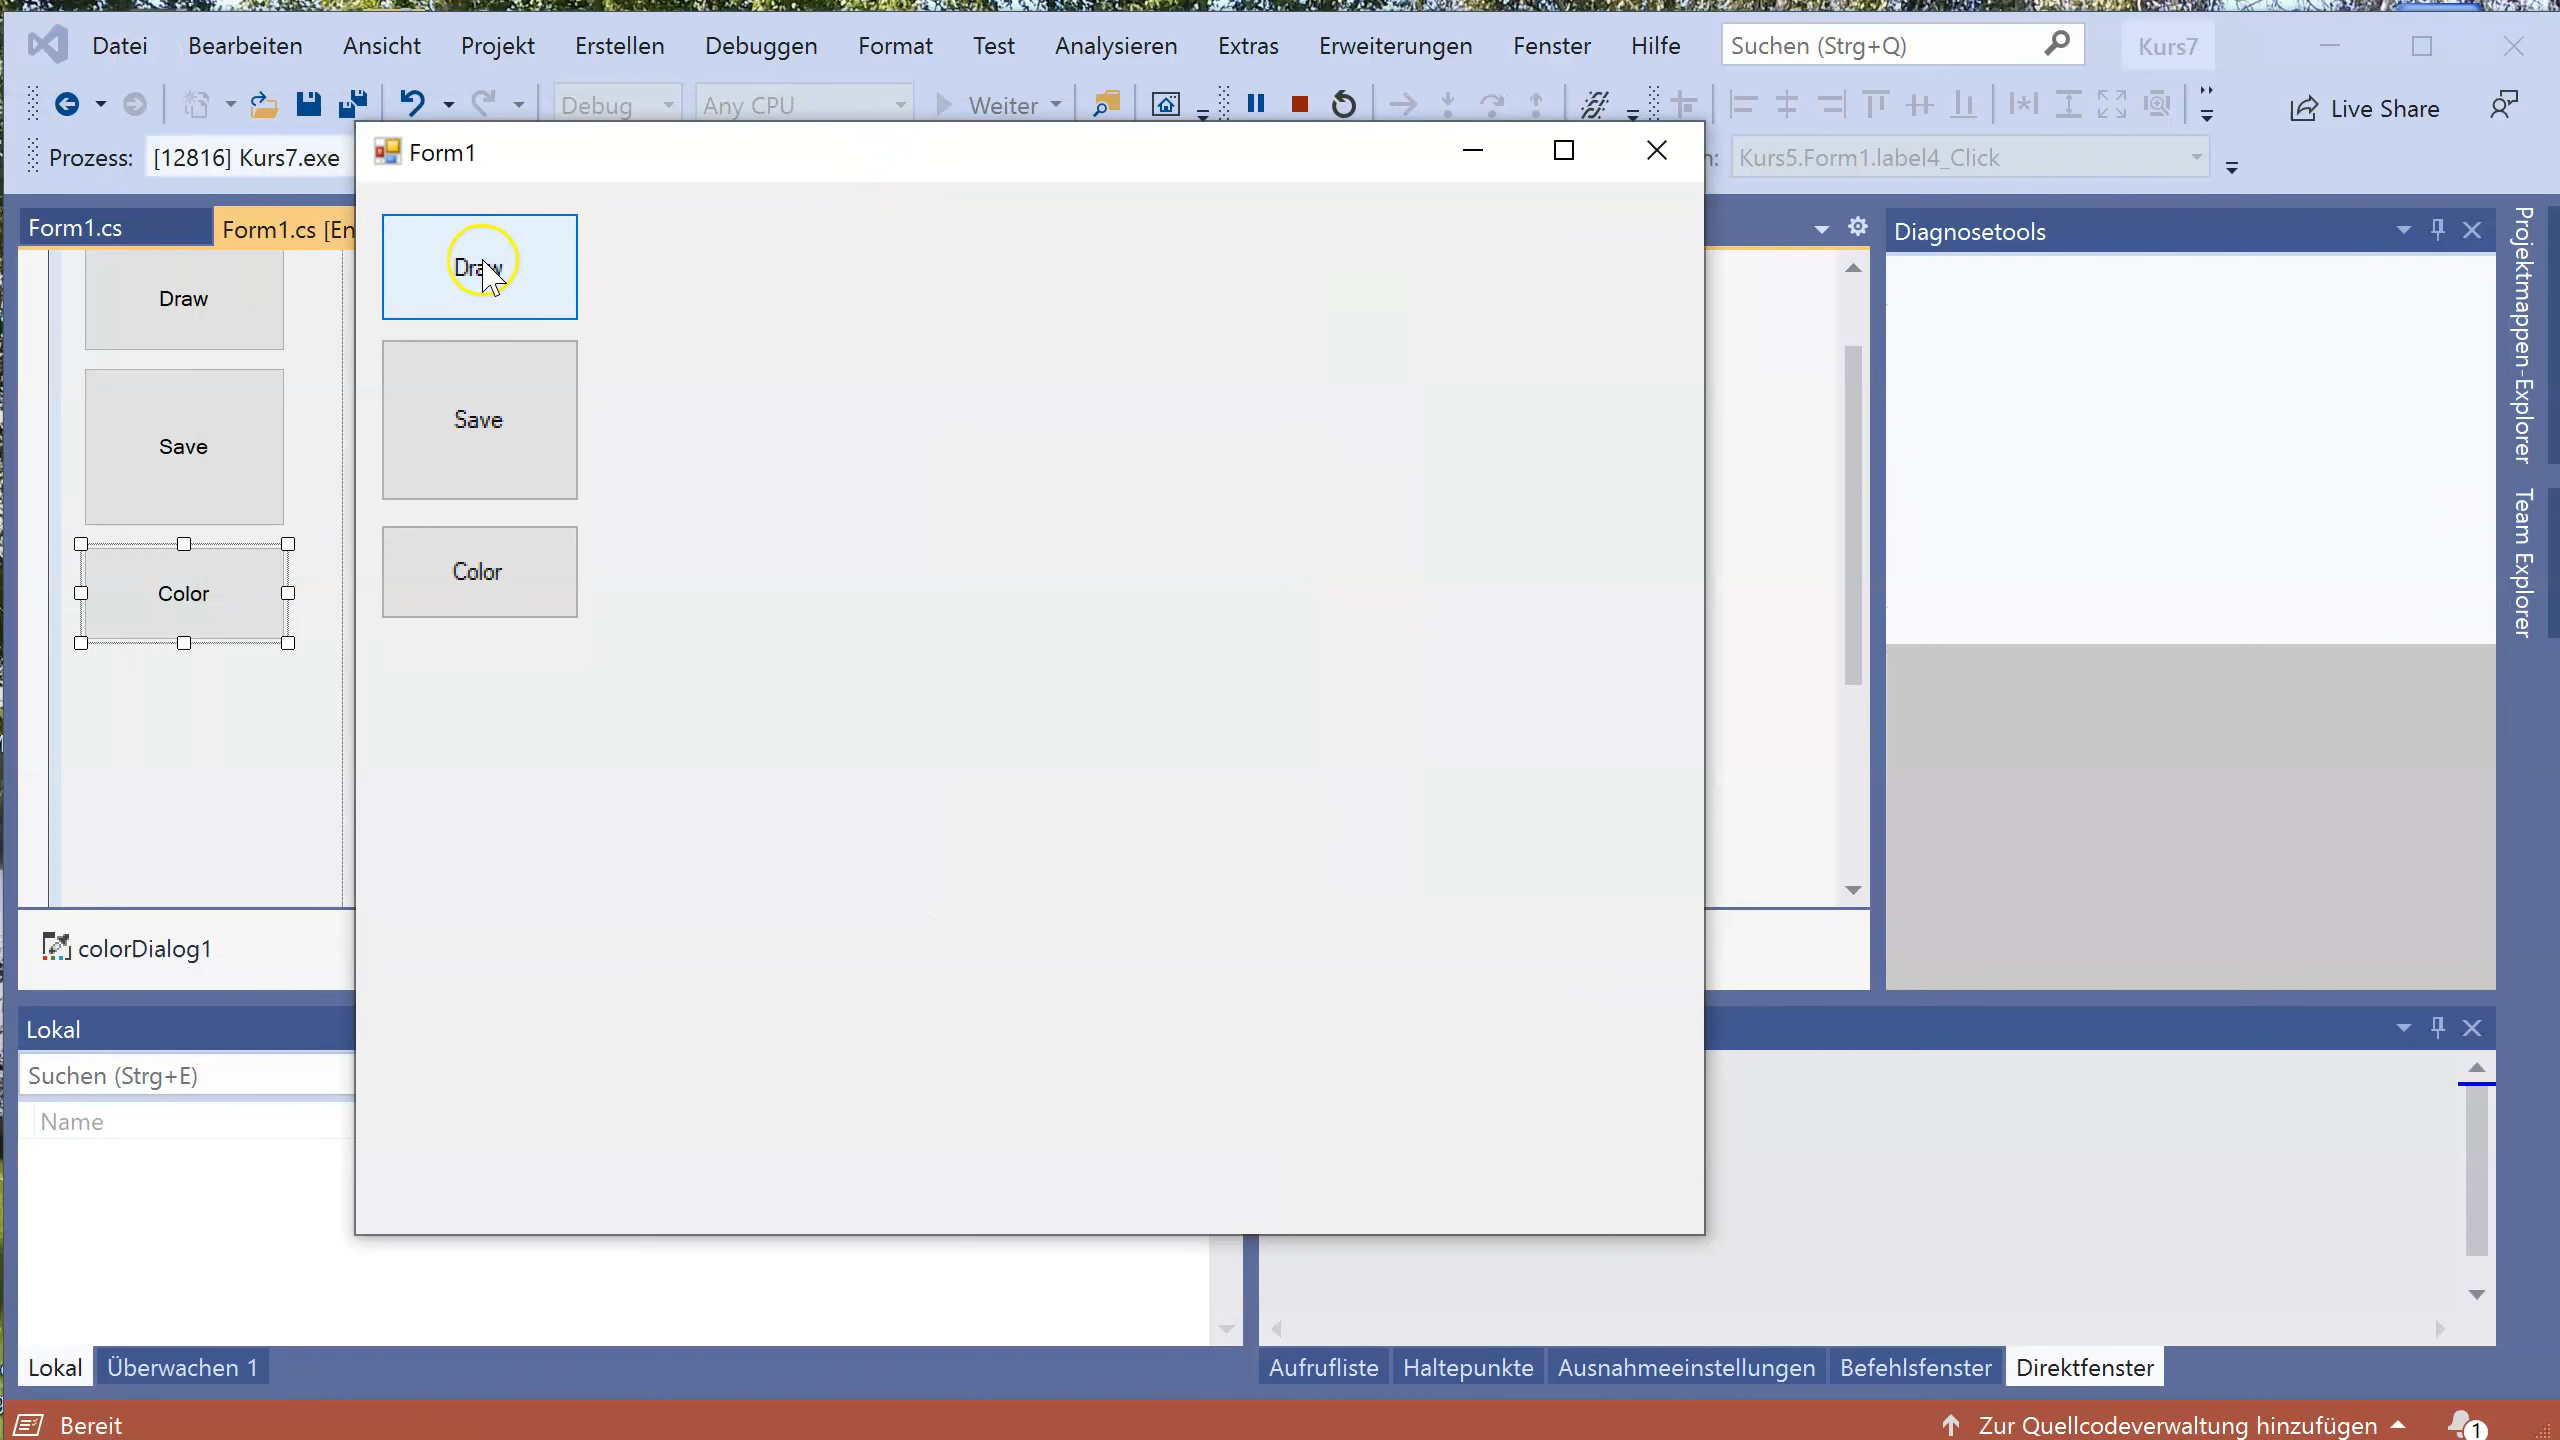 Datei Bearbeiten Ansicht Projekt Erstellen Debuggen Format Test Analysieren Extras Erweiterungen Fenster Hilfe Suchen (Strg+Q) Kurs7
Debug Any CPU Weiter Live Share
Prozess: [12816] Kurs7.exe Kurs5.Form1.label4_Click
Form1
Form1.cs Form1.cs [En
Diagnosetools
Draw
Save
Color
Draw
Save
Color
colorDialog1
Projektmappen-Explorer
Team Explorer
Lokal
Suchen (Strg+E)
Name
Lokal Überwachen 1
Aufrufliste Haltepunkte Ausnahmeeinstellungen Befehlsfenster Direktfenster
Bereit Zur Quellcodeverwaltung hinzufügen 1